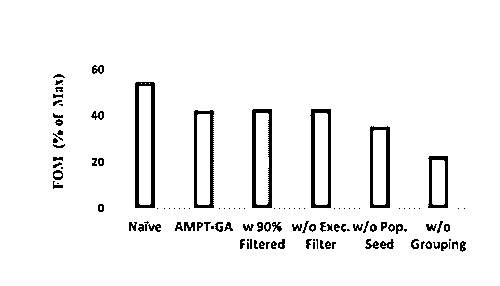 FOM (% of Max)
60
40
20
0
Naïve AMPT-GA w 90% w/o Exec. w/o Pop. w/o
Filtered Filter Seed Grouping